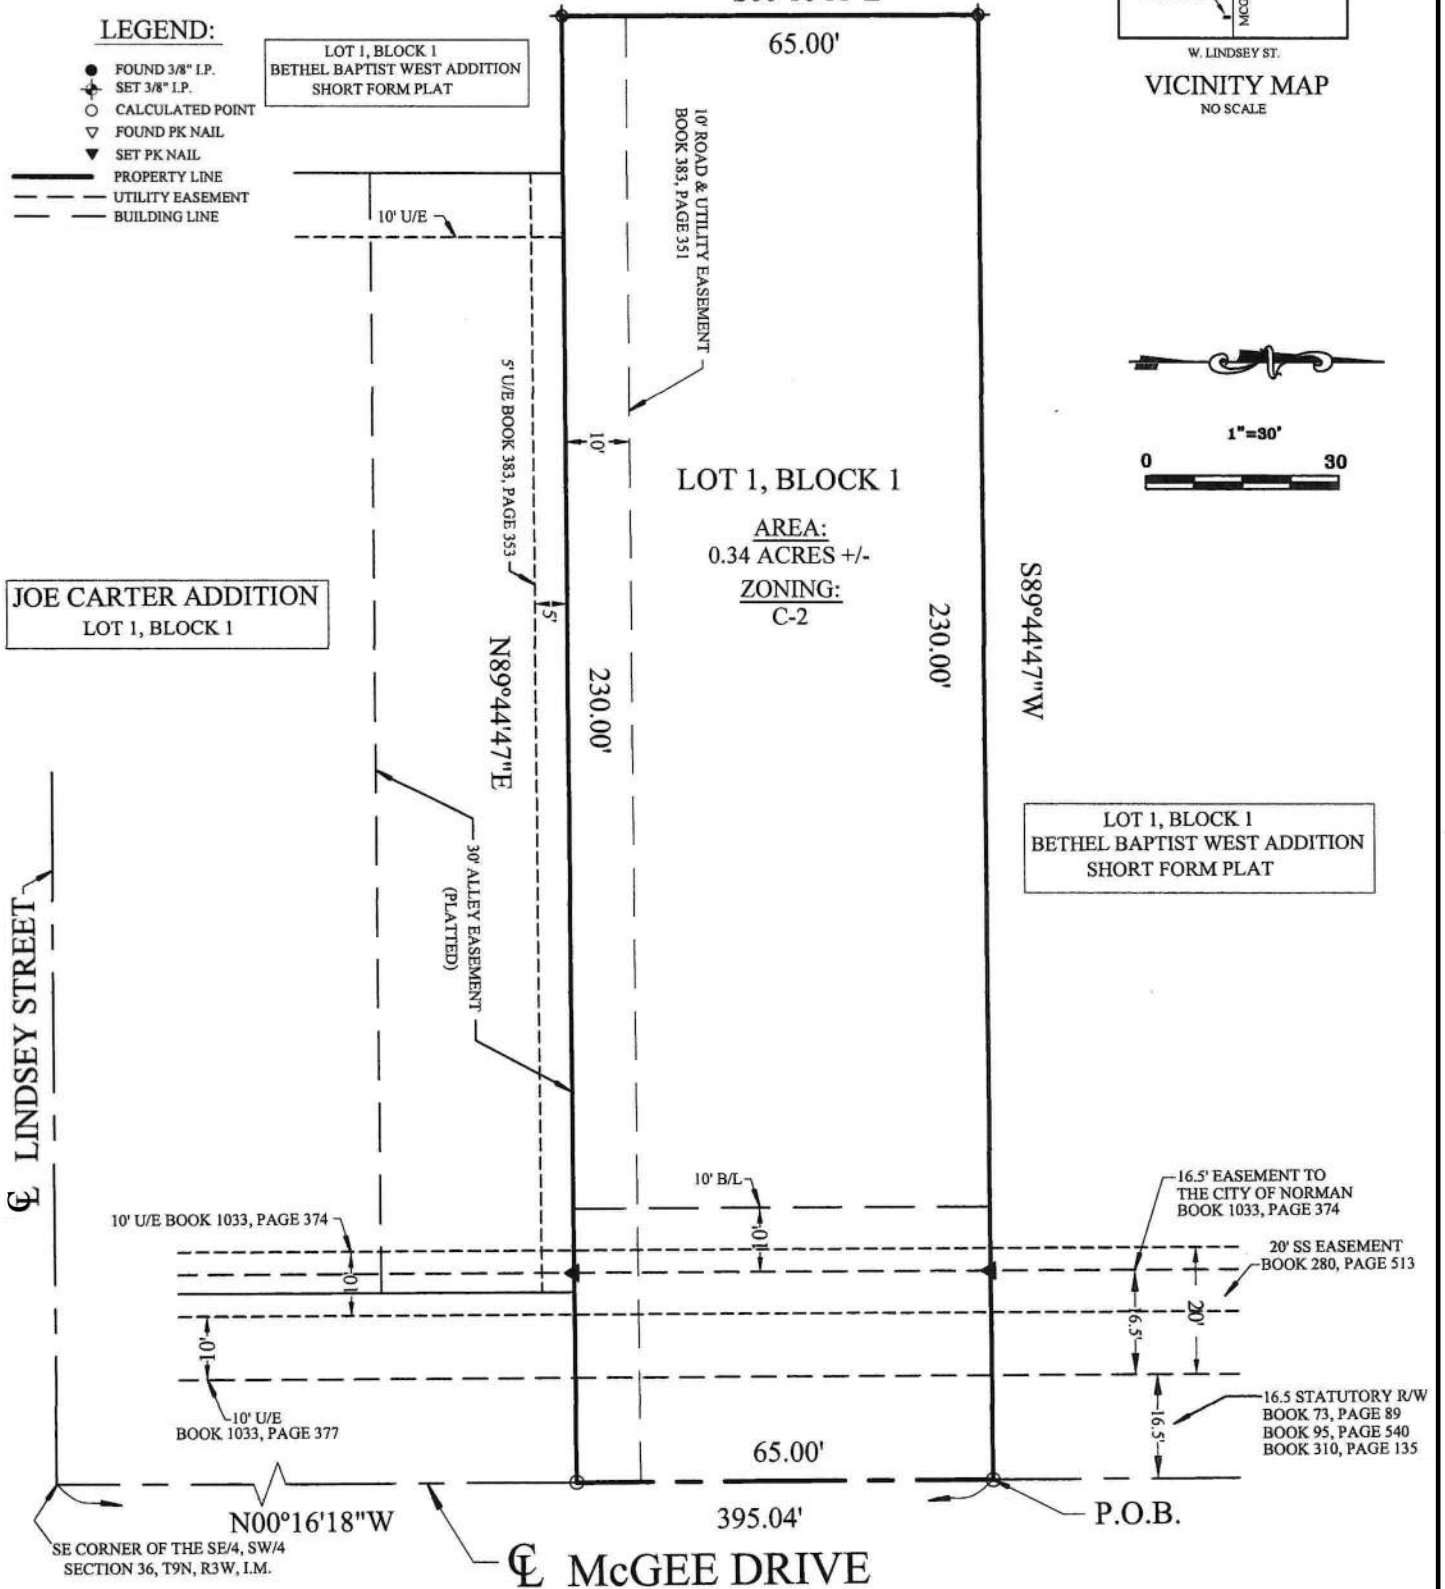 65.00'
W. LINDSEY ST.
VICINITY MAP
NO SCALE
LEGEND:
FOUND 3/8" I.P.
SET 3/8" I.P.
CALCULATED POINT
FOUND PK NAIL
SET PK NAIL
PROPERTY LINE
UTILITY EASEMENT
BUILDING LINE
LOT 1, BLOCK 1
BETHEL BAPTIST WEST ADDITION
SHORT FORM PLAT
10' U/E
10' ROAD & UTILITY EASEMENT
BOOK 383, PAGE 351
5' U/E BOOK 383, PAGE 353
10'
5'
1"=30'
0 30
LOT 1, BLOCK 1
AREA:
0.34 ACRES +/-
ZONING:
C-2
JOE CARTER ADDITION
LOT 1, BLOCK 1
N89°44'47"E
230.00'
230.00'
S89°44'47"W
30' ALLEY EASEMENT
(PLATTED)
LOT 1, BLOCK 1
BETHEL BAPTIST WEST ADDITION
SHORT FORM PLAT
℄ LINDSEY STREET
10' B/L
10'
16.5' EASEMENT TO
THE CITY OF NORMAN
BOOK 1033, PAGE 374
10' U/E BOOK 1033, PAGE 374
10'
20' SS EASEMENT
BOOK 280, PAGE 513
20'
16.5'
10'
10' U/E
BOOK 1033, PAGE 377
16.5'
16.5 STATUTORY R/W
BOOK 73, PAGE 89
BOOK 95, PAGE 540
BOOK 310, PAGE 135
65.00'
N00°16'18"W
395.04'
P.O.B.
SE CORNER OF THE SE/4, SW/4
SECTION 36, T9N, R3W, I.M.
℄ McGEE DRIVE